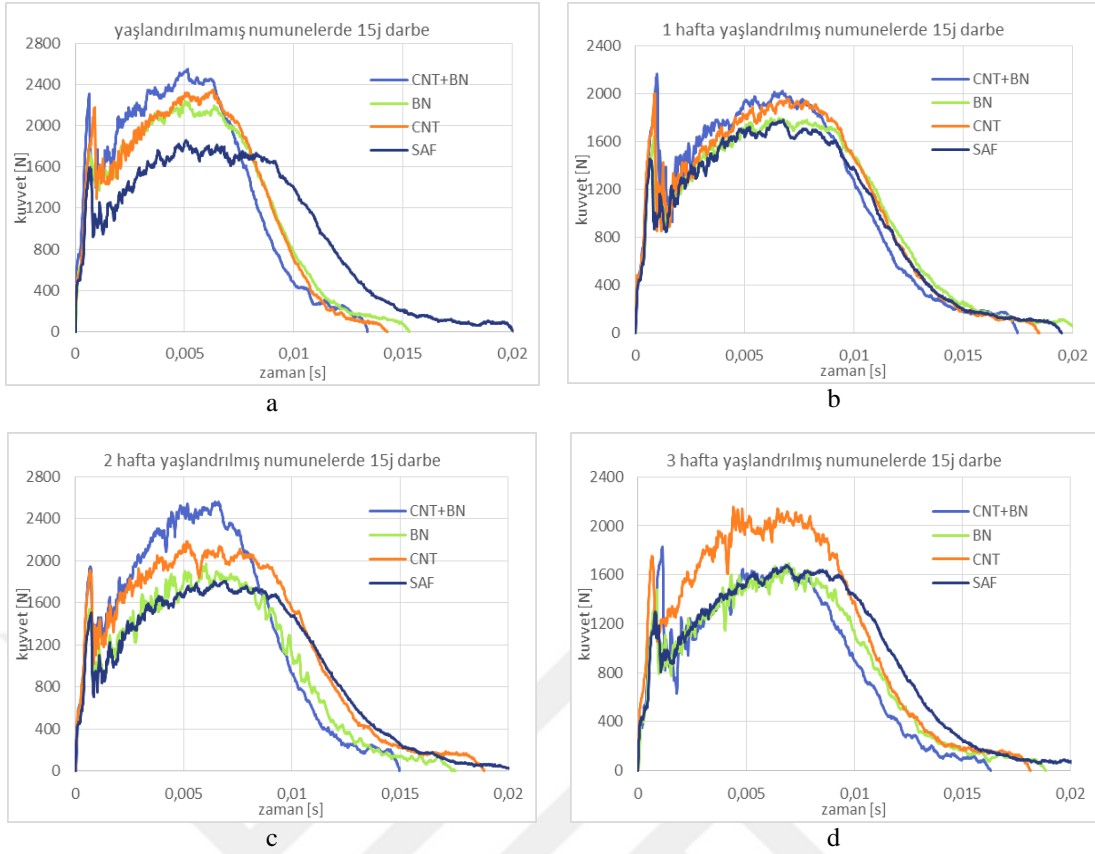 yaşlandırılmamış numunelerde 15j darbe
2800
2400
2000
1600
1200
800
400
0
kuvvet [N]
CNT+BN
BN
CNT
SAF
0 0,005 0,01 0,015 0,02
zaman [s]
a
1 hafta yaşlandrılmış numunelerde 15j darbe
2400
2000
1600
1200
800
400
0
kuvvet [N]
CNT+BN
BN
CNT
SAF
0 0,005 0,01 0,015 0,02
zaman [s]
b
2 hafta yaşlandrılmış numunelerde 15j darbe
2800
2400
2000
1600
1200
800
400
0
kuvvet [N]
CNT+BN
BN
CNT
SAF
0 0,005 0,01 0,015 0,02
zaman [s]
c
3 hafta yaşlandrılmış numunelerde 15j darbe
2400
2000
1600
1200
800
400
0
kuvvet [N]
CNT+BN
BN
CNT
SAF
0 0,005 0,01 0,015 0,02
zaman [s]
d